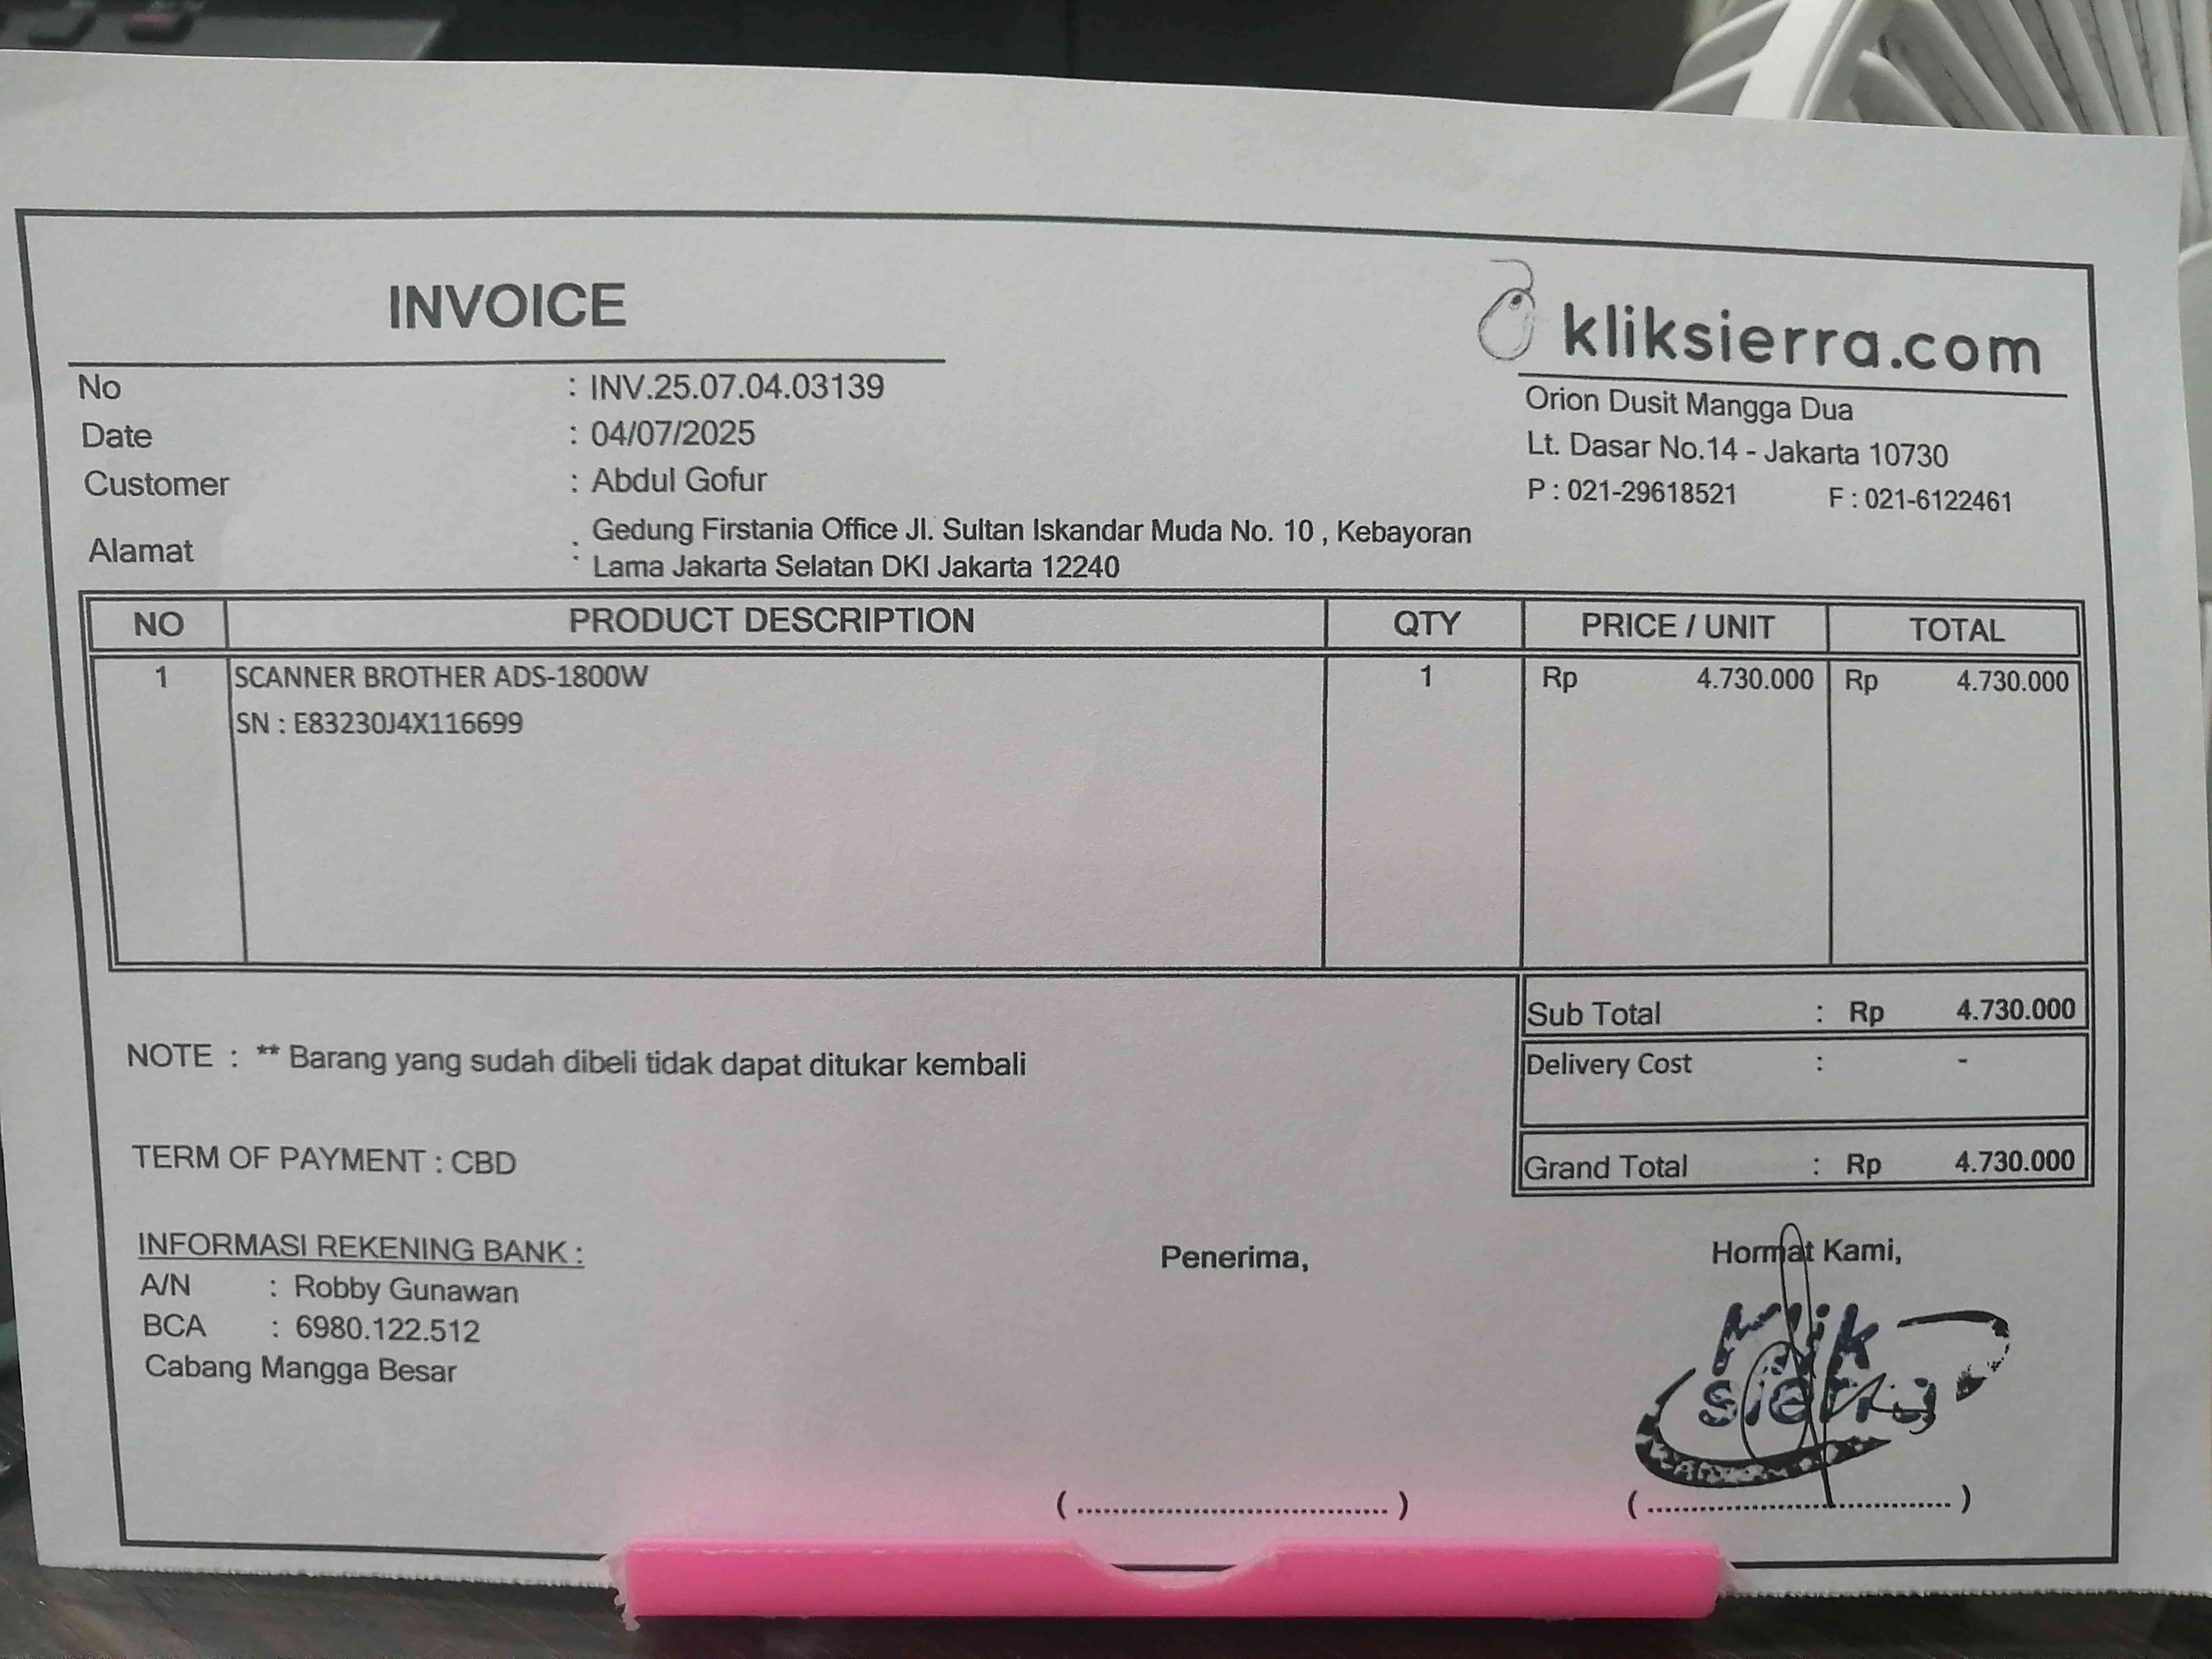 INVOICE
kliksierra.com
Orion Dusit Mangga Dua
Lt. Dasar No.14 - Jakarta 10730
P : 021-29618521 F : 021-6122461
No : INV.25.07.04.03139
Date : 04/07/2025
Customer : Abdul Gofur
Alamat : Gedung Firstania Office Jl. Sultan Iskandar Muda No. 10 , Kebayoran
Lama Jakarta Selatan DKI Jakarta 12240
NO PRODUCT DESCRIPTION QTY PRICE / UNIT TOTAL
1 SCANNER BROTHER ADS-1800W 1 Rp 4.730.000 Rp 4.730.000
SN : E83230J4X116699
Sub Total : Rp 4.730.000
Delivery Cost : -
Grand Total : Rp 4.730.000
NOTE : ** Barang yang sudah dibeli tidak dapat ditukar kembali
TERM OF PAYMENT : CBD
INFORMASI REKENING BANK :
A/N : Robby Gunawan
BCA : 6980.122.512
Cabang Mangga Besar
Penerima,
( .................................. )
Hormat Kami,
Klik
sierra
( .................................. )